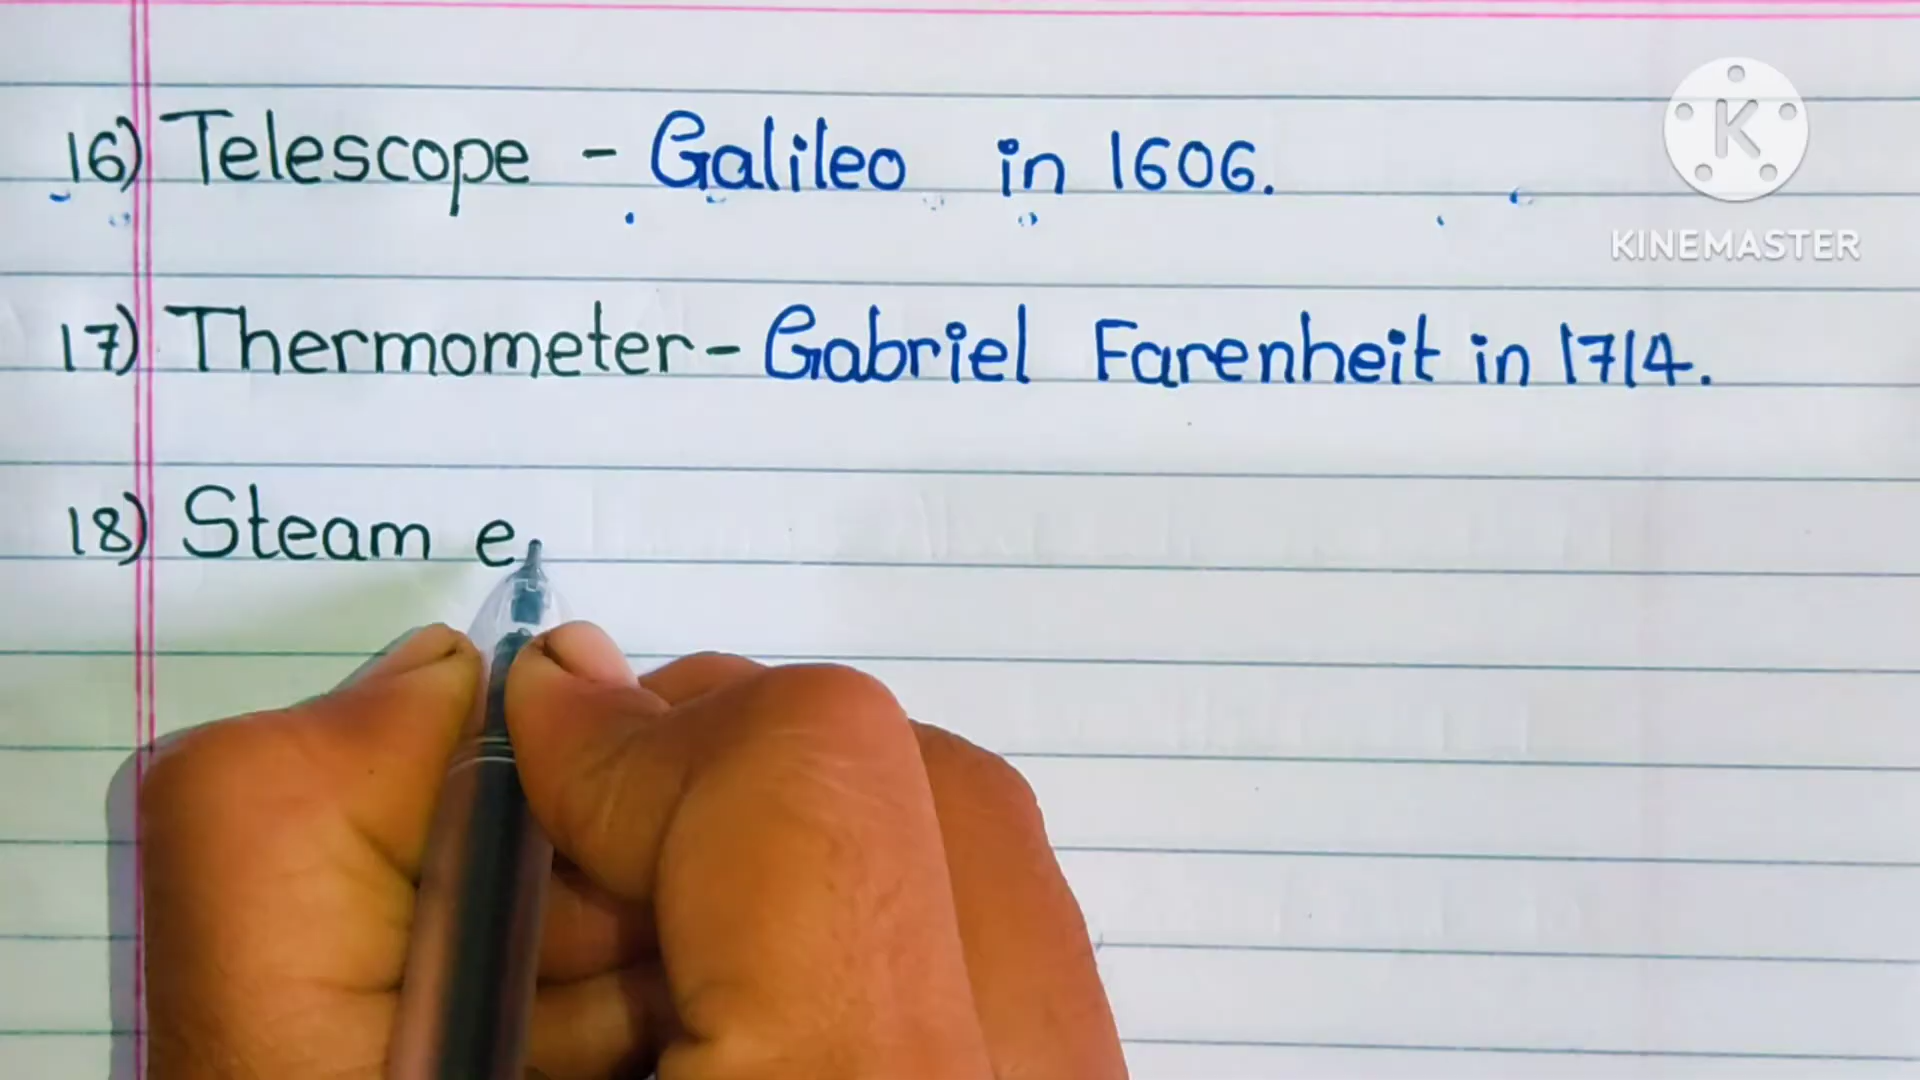 16) Telescope - Galileo in 1606.
K
KINEMASTER
17) Thermometer - Gabriel Farenheit in 1714.
18) Steam e